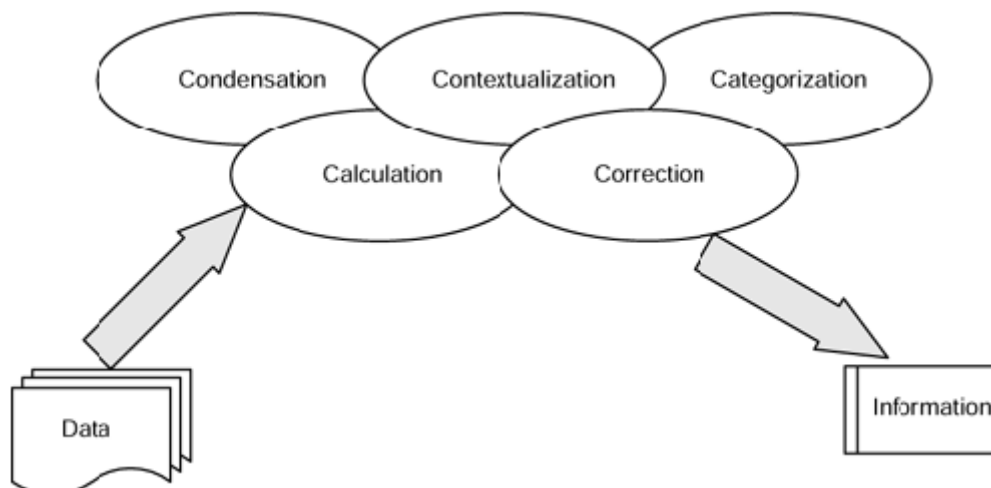 Condensation
Contextualization
Categorization
Calculation
Correction
Data
Information